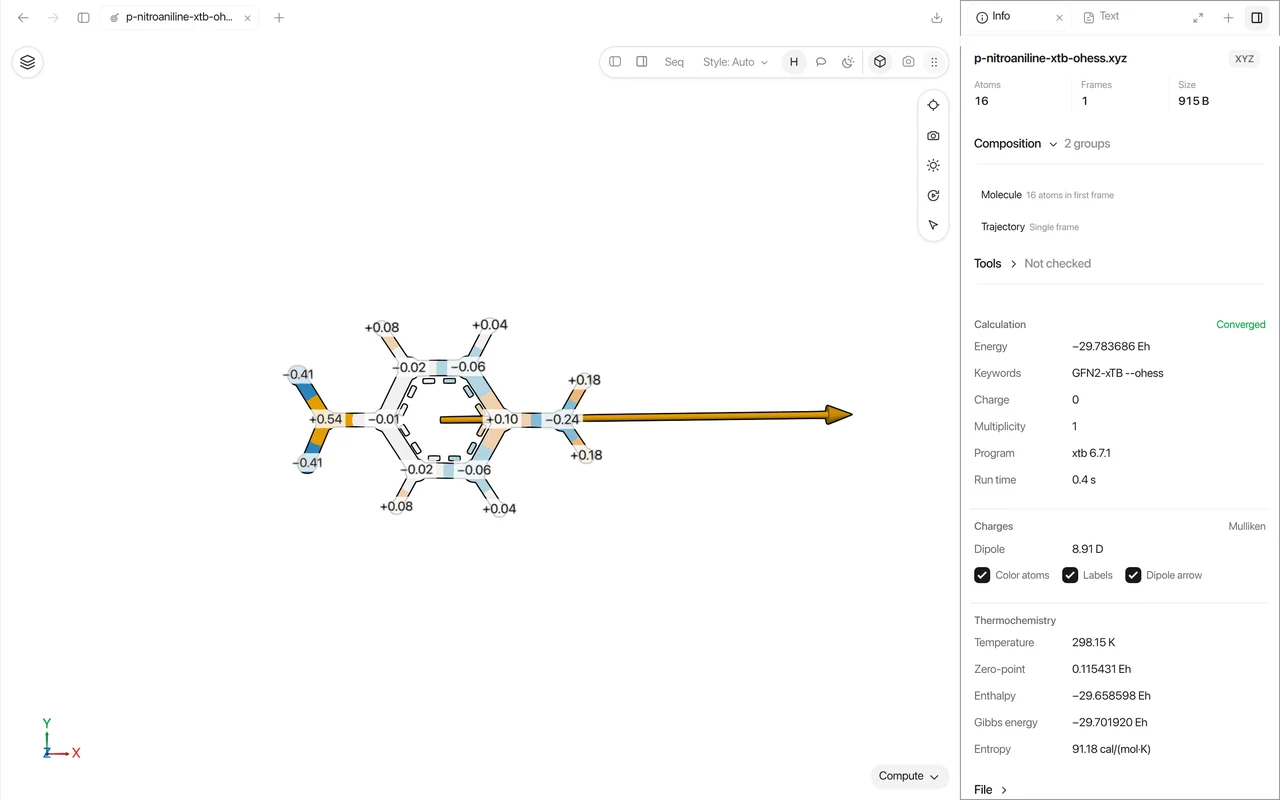 p-nitroaniline-xtb-oh...
Seq
Style: Auto
H
+0.08
+0.04
−0.02
−0.06
−0.41
+0.18
+0.54
−0.01
+0.10
−0.24
−0.41
+0.18
−0.02
−0.06
+0.08
+0.04
Y
Z
X
Compute
Info
Text
p-nitroaniline-xtb-ohess.xyz
XYZ
Atoms
Frames
Size
16
1
915 B
Composition
2 groups
Molecule 16 atoms in first frame
Trajectory Single frame
Tools
Not checked
Calculation
Converged
Energy −29.783686 Eh
Keywords GFN2-xTB --ohess
Charge 0
Multiplicity 1
Program xtb 6.7.1
Run time 0.4 s
Charges
Mulliken
Dipole 8.91 D
Color atoms
Labels
Dipole arrow
Thermochemistry
Temperature 298.15 K
Zero-point 0.115431 Eh
Enthalpy −29.658598 Eh
Gibbs energy −29.701920 Eh
Entropy 91.18 cal/(mol·K)
File